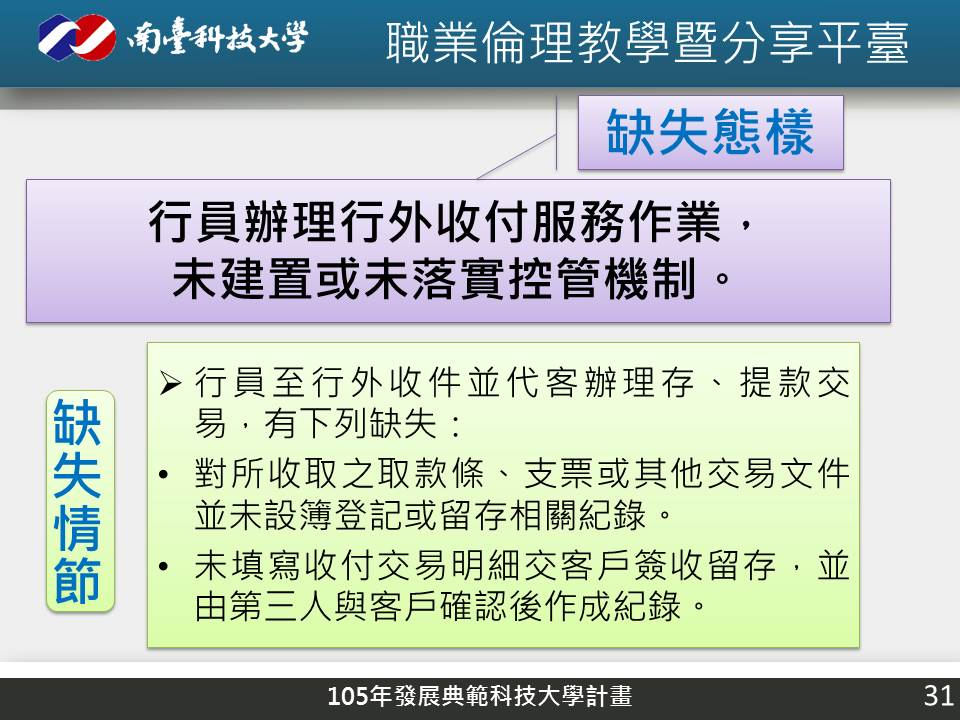 南臺科技大學
職業倫理教學暨分享平臺
缺失態樣
行員辦理行外收付服務作業，
未建置或未落實控管機制。
缺失情節
➢ 行員至行外收件並代客辦理存、提款交
易，有下列缺失：
• 對所收取之取款條、支票或其他交易文件
並未設簿登記或留存相關紀錄。
• 未填寫收付交易明細交客戶簽收留存，並
由第三人與客戶確認後作成紀錄。
105年發展典範科技大學計畫
31